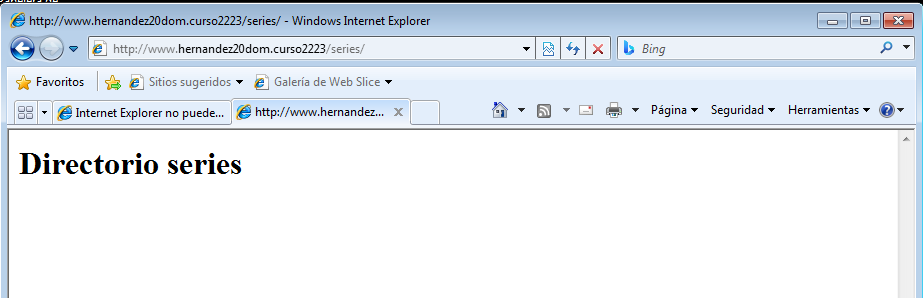 http://www.hernandez20dom.curso2223/series/ - Windows Internet Explorer
http://www.hernandez20dom.curso2223/series/
Bing
Favoritos Sitios sugeridos Galería de Web Slice
Internet Explorer no puede... http://www.hernandez... Página Seguridad Herramientas
Directorio series